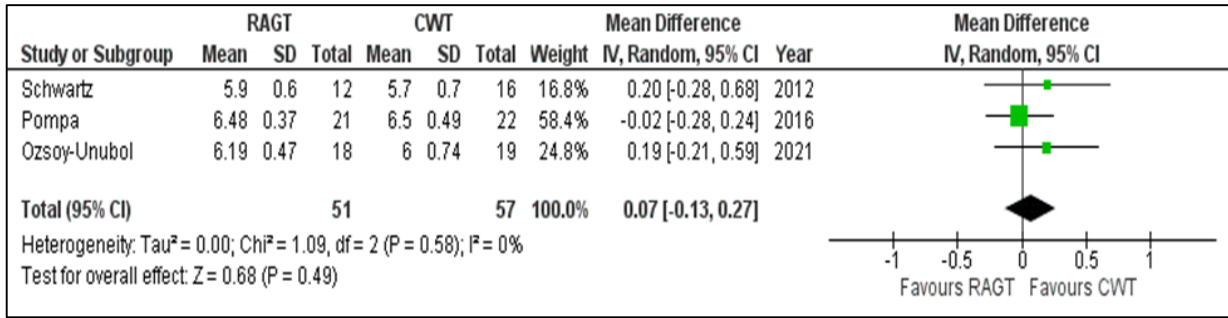 RAGT CWT Mean Difference Mean Difference
Study or Subgroup Mean SD Total Mean SD Total Weight IV, Random, 95% CI Year IV, Random, 95% CI
Schwartz 5.9 0.6 12 5.7 0.7 16 16.8% 0.20 [-0.28, 0.68] 2012
Pompa 6.48 0.37 21 6.5 0.49 22 58.4% -0.02 [-0.28, 0.24] 2016
Ozsoy-Unubol 6.19 0.47 18 6 0.74 19 24.8% 0.19 [-0.21, 0.59] 2021
Total (95% CI) 51 57 100.0% 0.07 [-0.13, 0.27]
Heterogeneity: Tau² = 0.00; Chi² = 1.09, df = 2 (P = 0.58); I² = 0%
Test for overall effect: Z = 0.68 (P = 0.49)
-1 -0.5 0 0.5 1
Favours RAGT Favours CWT